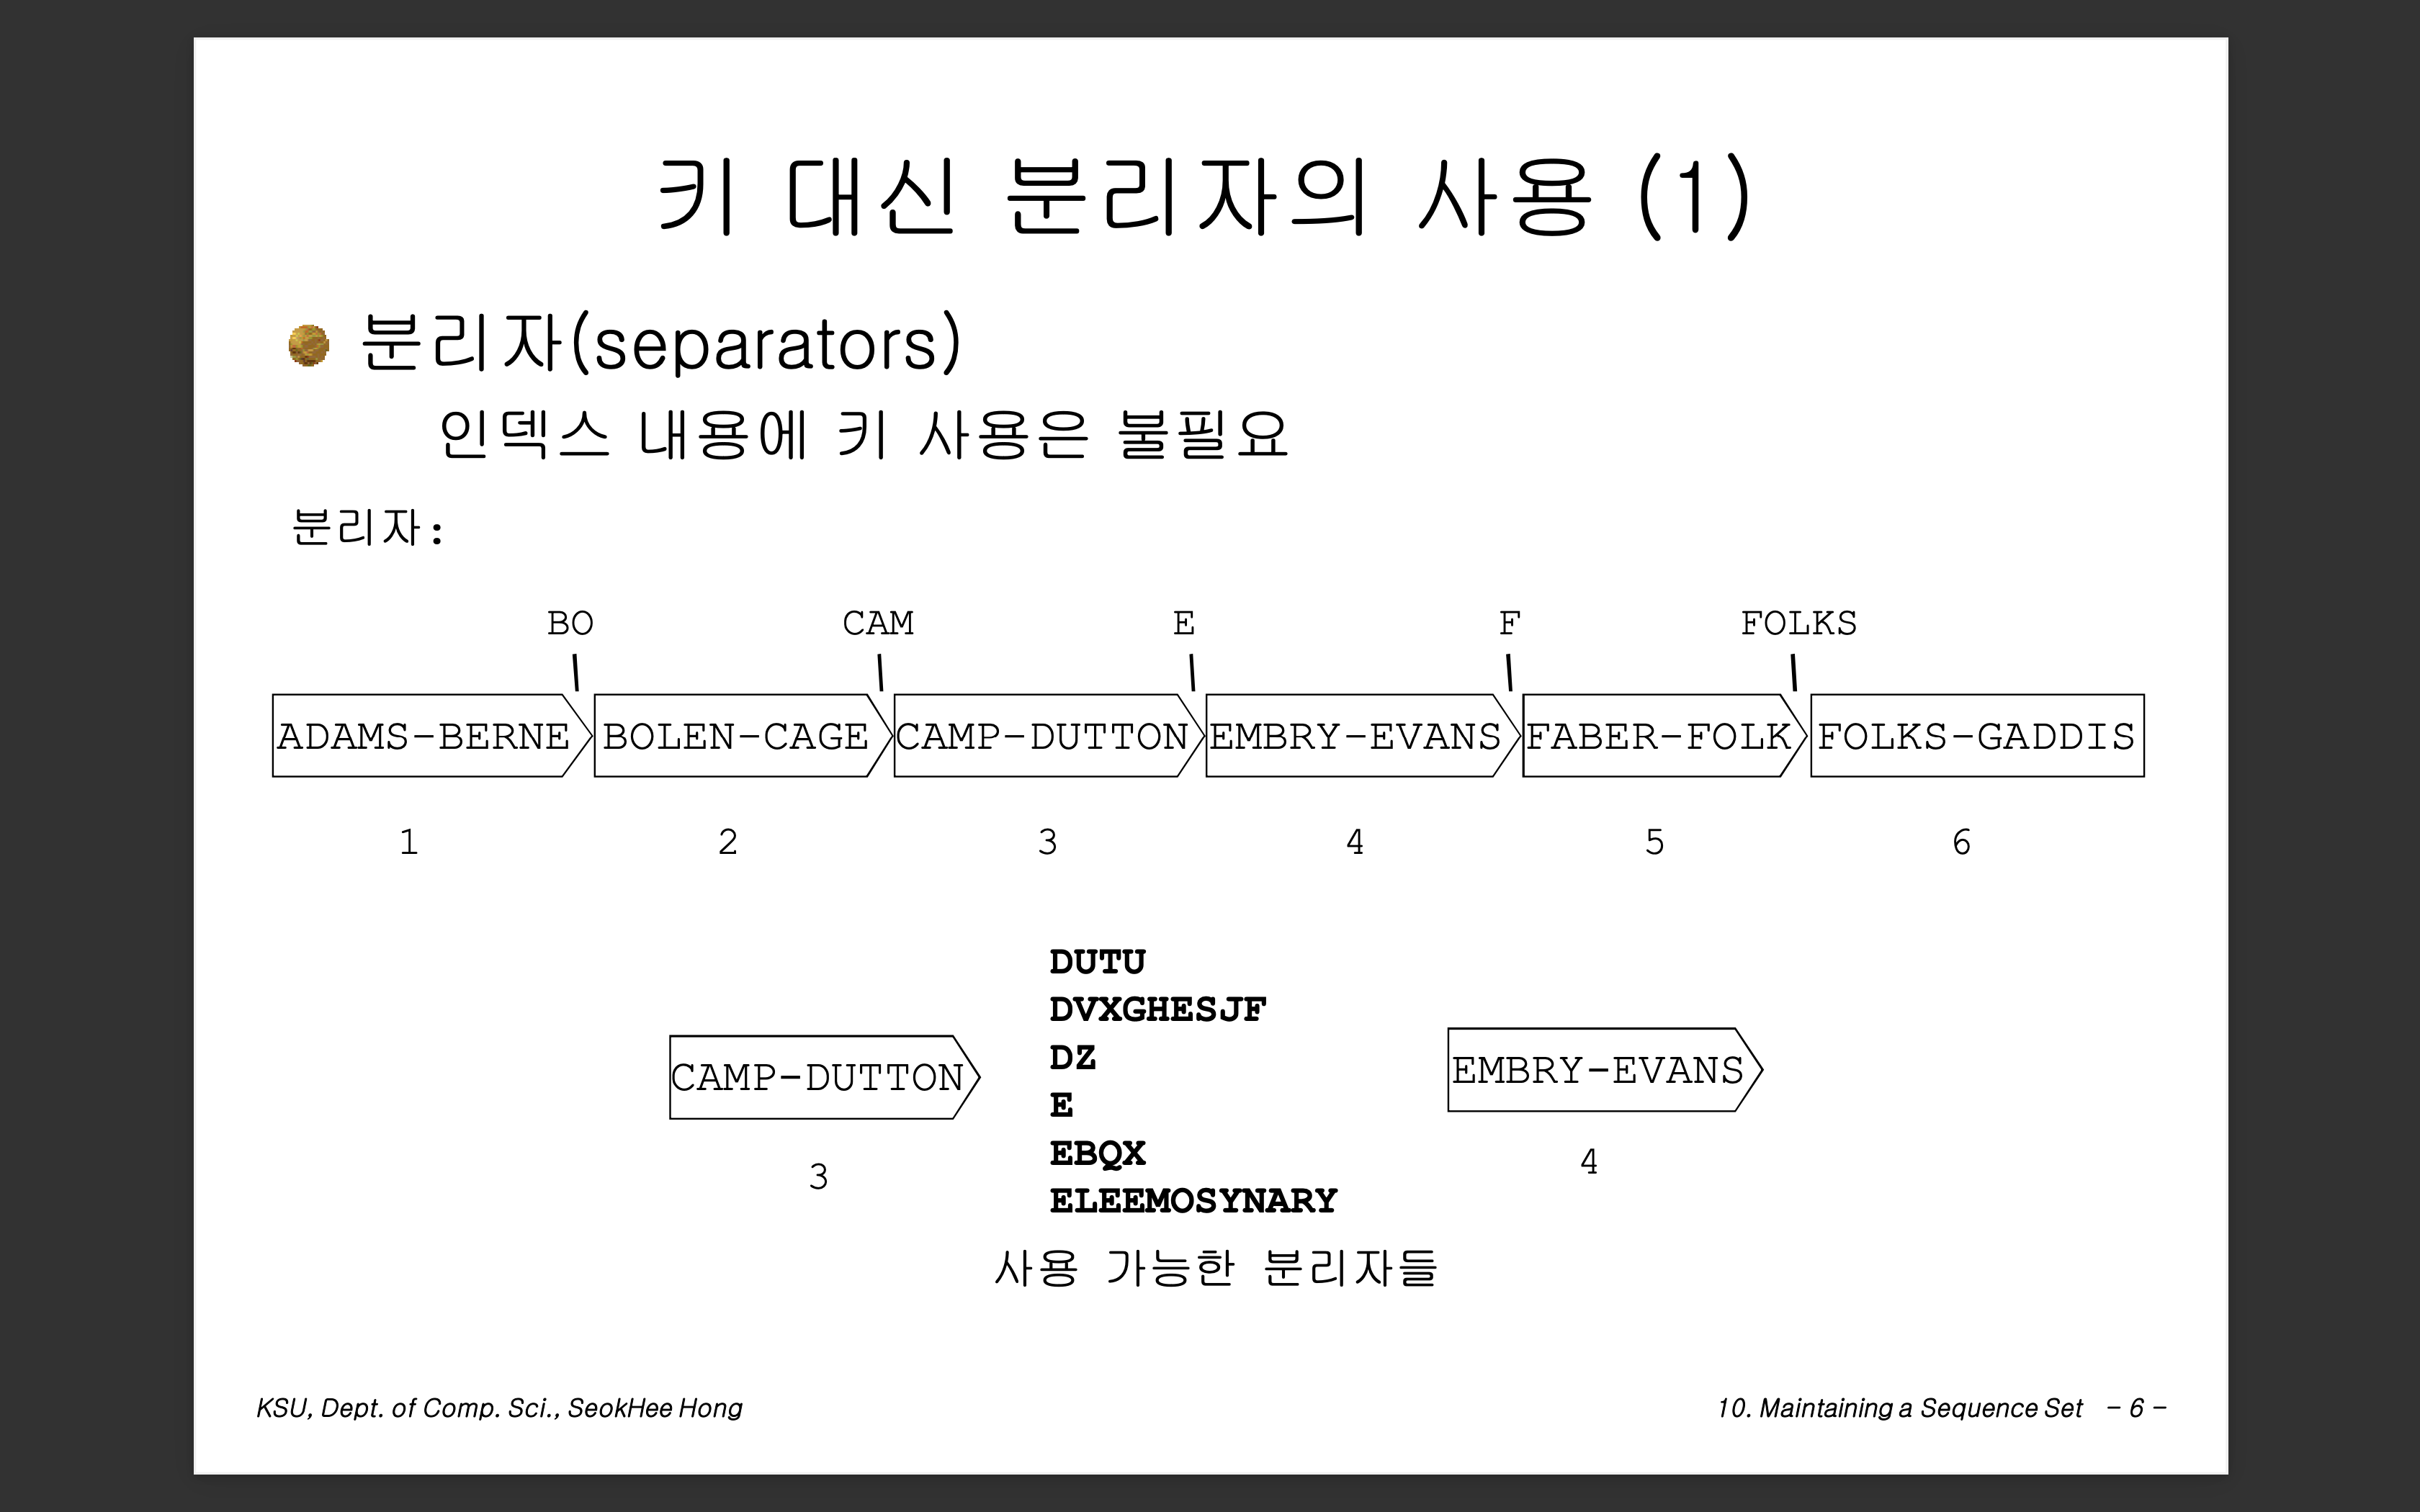 키 대신 분리자의 사용 (1)
분리자(separators)
인덱스 내용에 키 사용은 불필요
분리자:
BO CAM E F FOLKS
ADAMS-BERNE BOLEN-CAGE CAMP-DUTTON EMBRY-EVANS FABER-FOLK FOLKS-GADDIS
1 2 3 4 5 6
DUTU
DVXGHESJF
DZ
E
EBQX
ELEEMOSYNARY
CAMP-DUTTON
3
EMBRY-EVANS
4
사용 가능한 분리자들
KSU, Dept. of Comp. Sci., SeokHee Hong
10. Maintaining a Sequence Set - 6 -